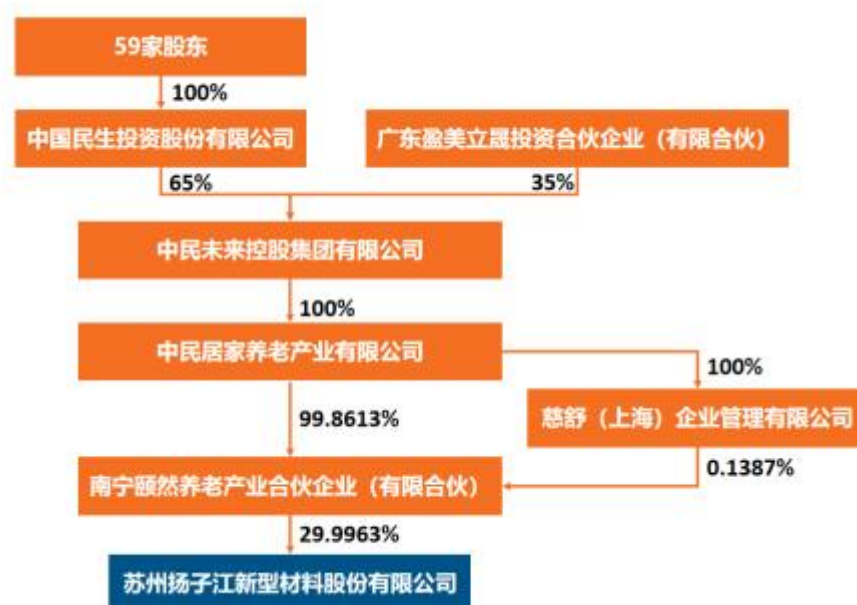 59家股东
100%
中国民生投资股份有限公司
广东盈美立晟投资合伙企业（有限合伙）
65%
35%
中民未来控股集团有限公司
100%
中民居家养老产业有限公司
100%
99.8613%
慈舒（上海）企业管理有限公司
0.1387%
南宁颐然养老产业合伙企业（有限合伙）
29.9963%
苏州扬子江新型材料股份有限公司